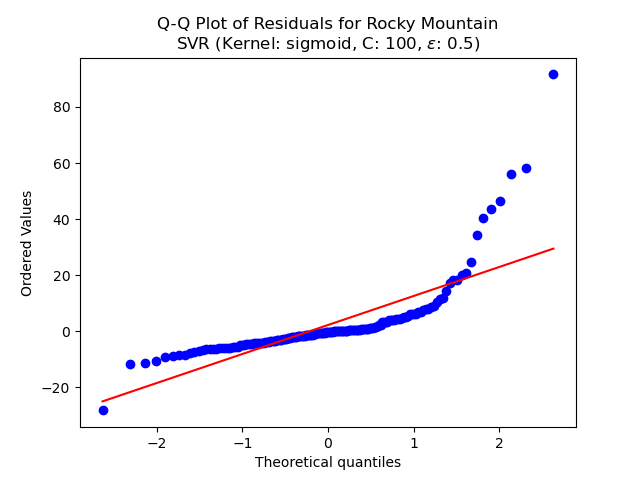 Q-Q Plot of Residuals for Rocky Mountain
SVR (Kernel: sigmoid, C: 100, ε: 0.5)
Ordered Values
80
60
40
20
0
−20
−2
−1
0
1
2
Theoretical quantiles